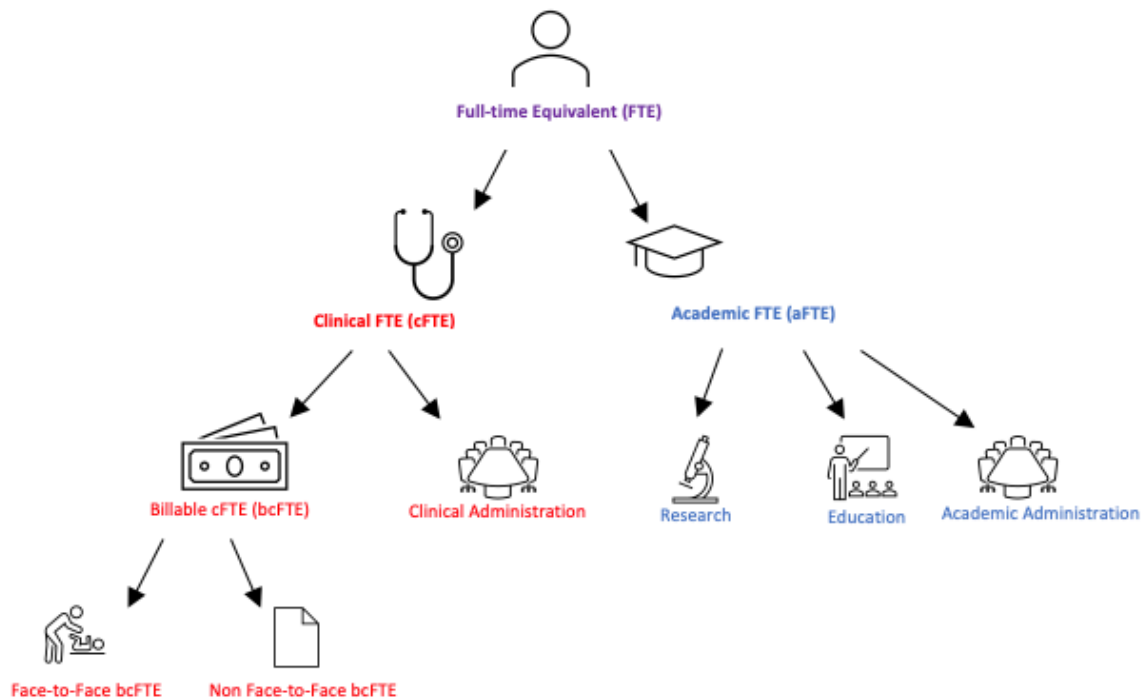 Full-time Equivalent (FTE)
Clinical FTE (cFTE)
Academic FTE (aFTE)
Billable cFTE (bcFTE)
Clinical Administration
Research
Education
Academic Administration
Face-to-Face bcFTE
Non Face-to-Face bcFTE